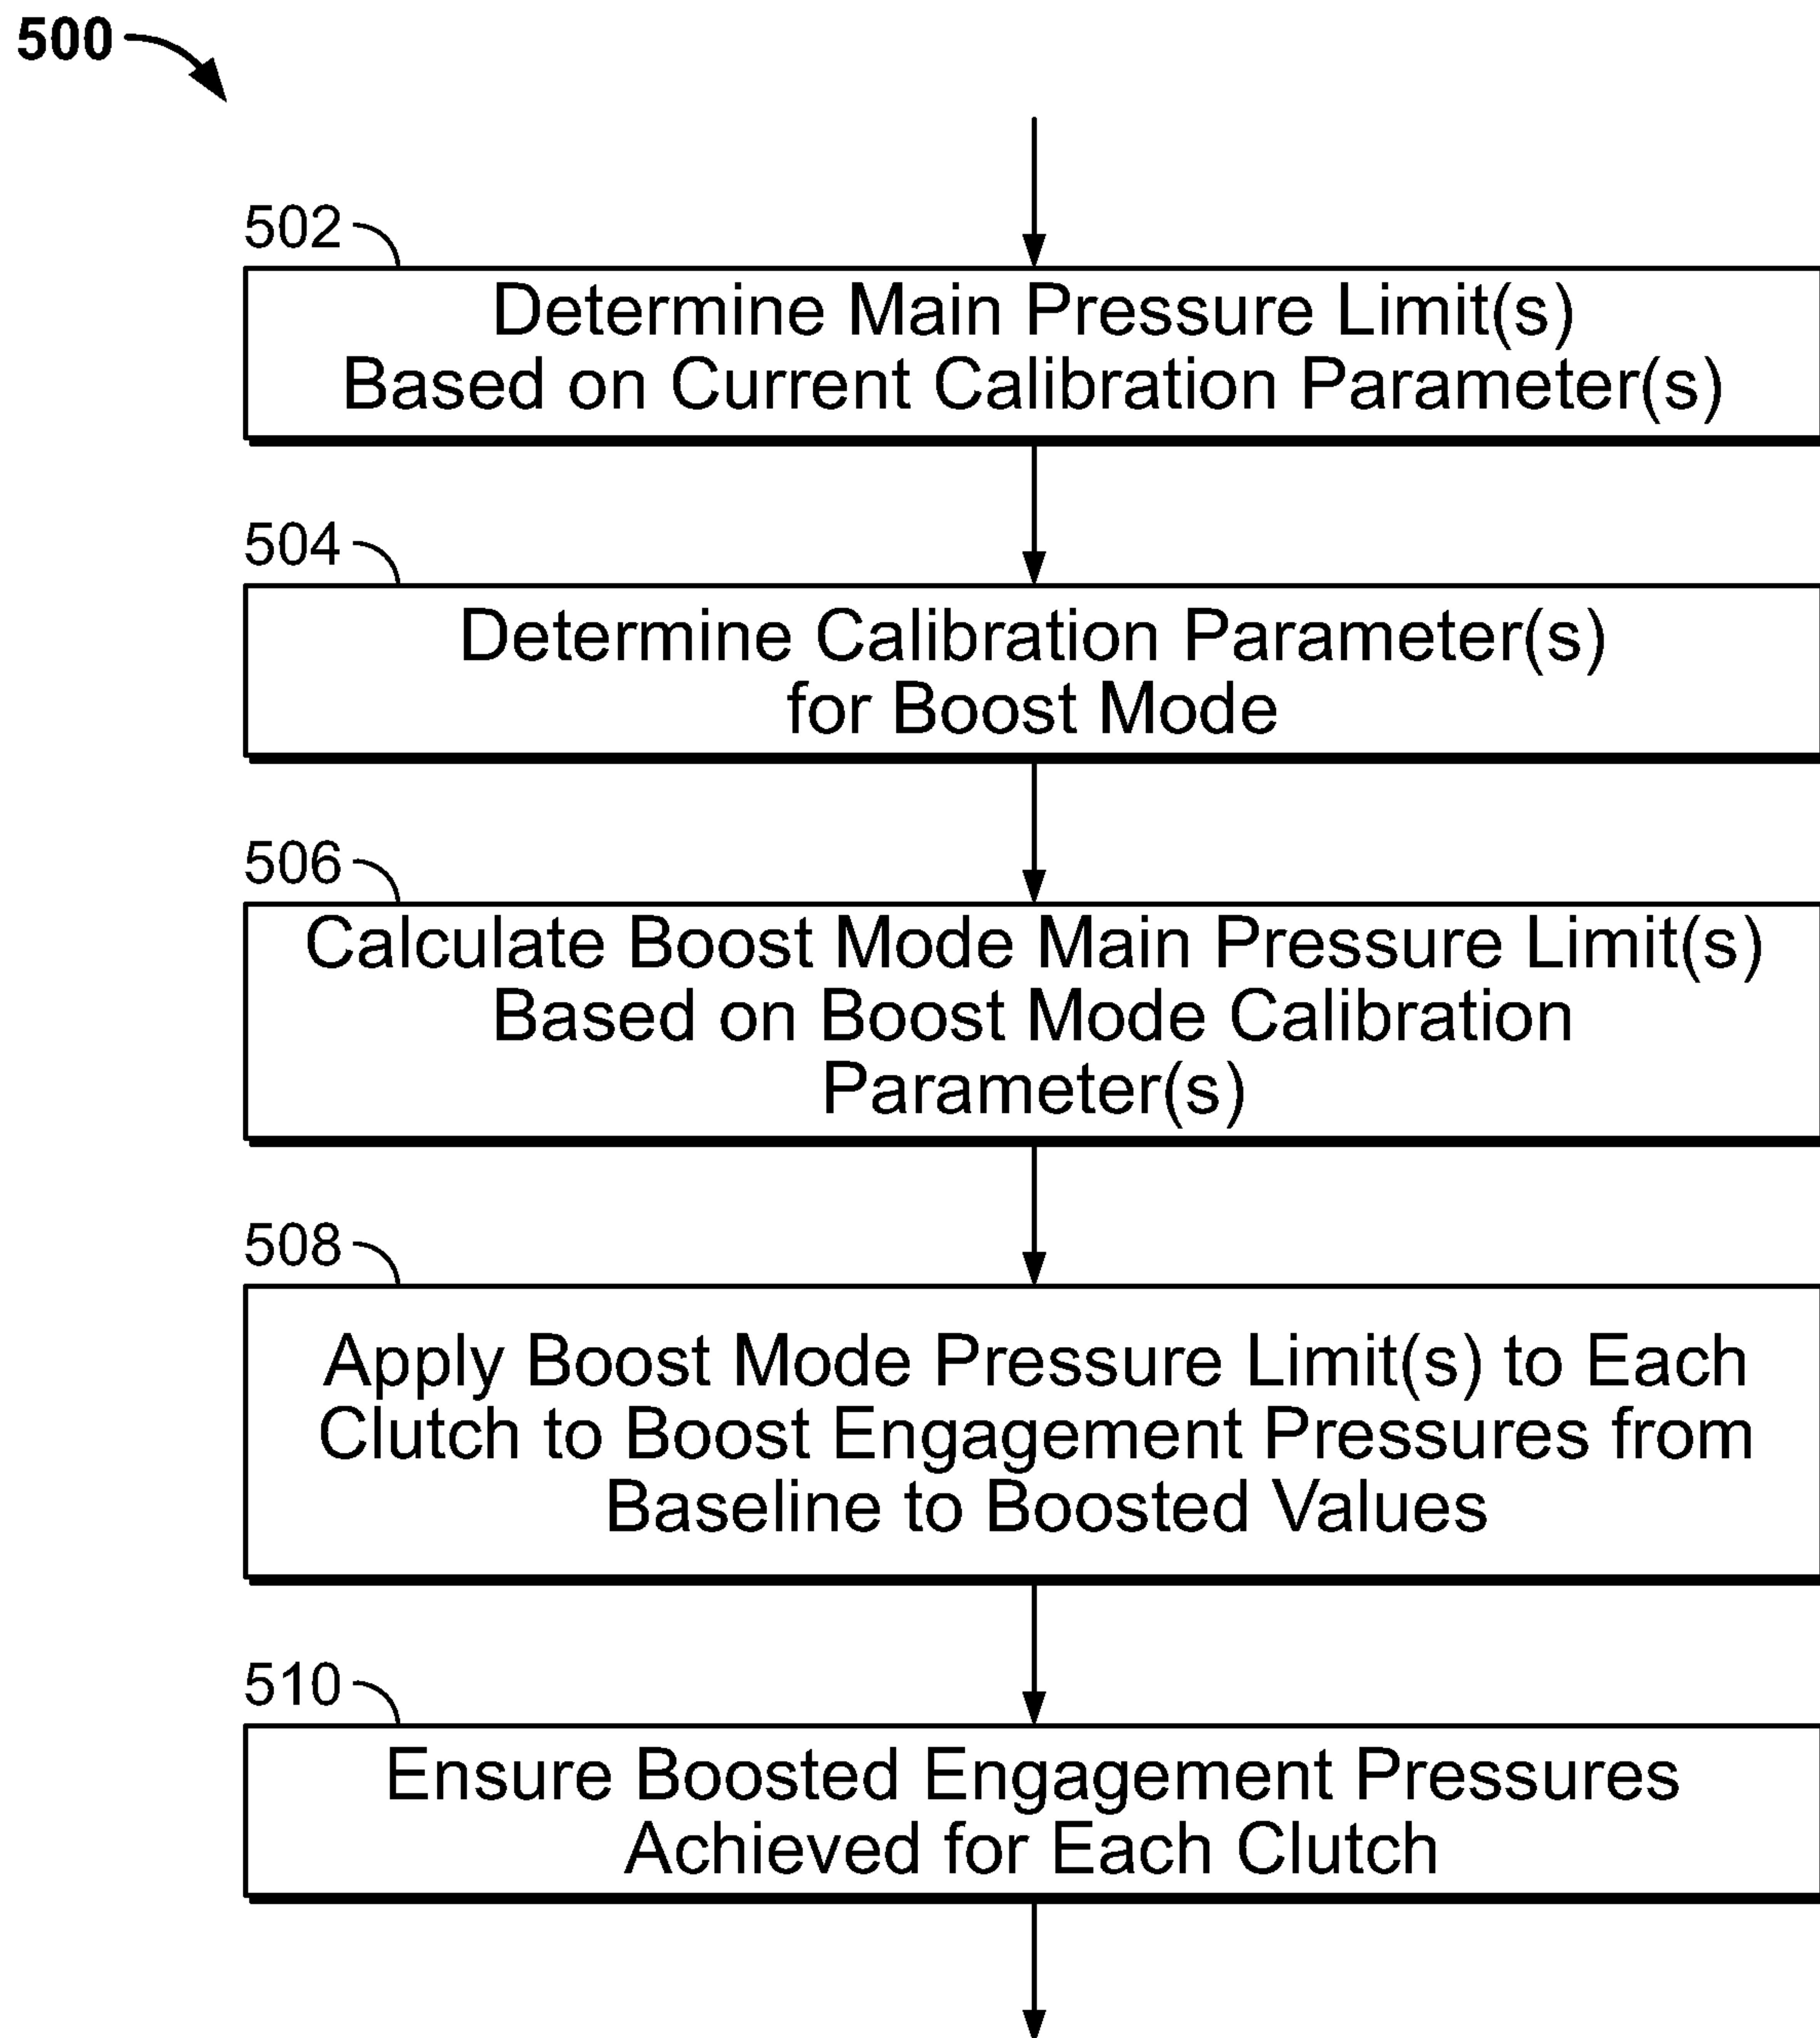 500
502
Determine Main Pressure Limit(s)
Based on Current Calibration Parameter(s)
504
Determine Calibration Parameter(s)
for Boost Mode
506
Calculate Boost Mode Main Pressure Limit(s)
Based on Boost Mode Calibration
Parameter(s)
508
Apply Boost Mode Pressure Limit(s) to Each
Clutch to Boost Engagement Pressures from
Baseline to Boosted Values
510
Ensure Boosted Engagement Pressures
Achieved for Each Clutch